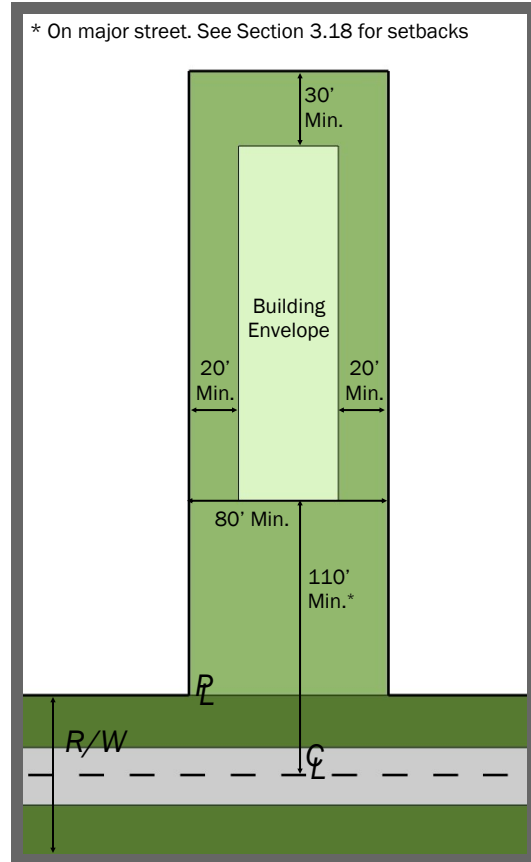 * On major street. See Section 3.18 for setbacks
30’
Min.
Building
Envelope
20’
Min.
20’
Min.
80’ Min.
110’
Min.*
PL
R/W
CL